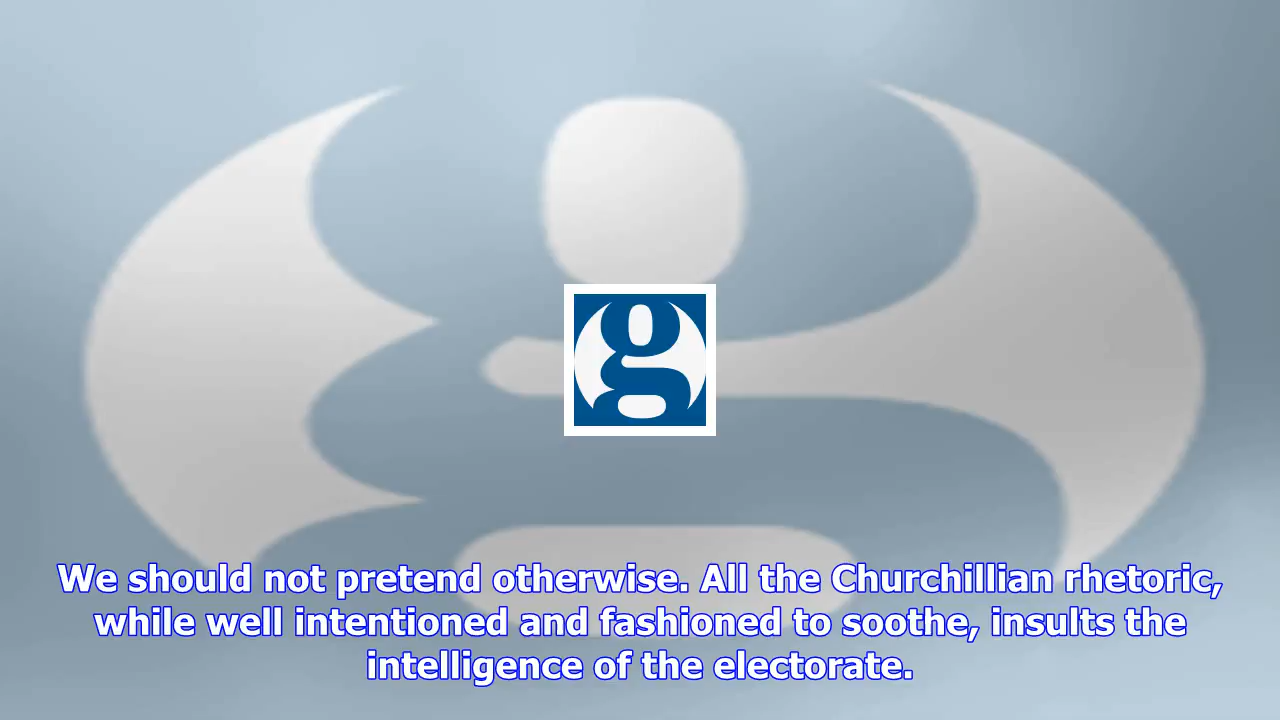 g
We should not pretend otherwise. All the Churchillian rhetoric,
while well intentioned and fashioned to soothe, insults the
intelligence of the electorate.